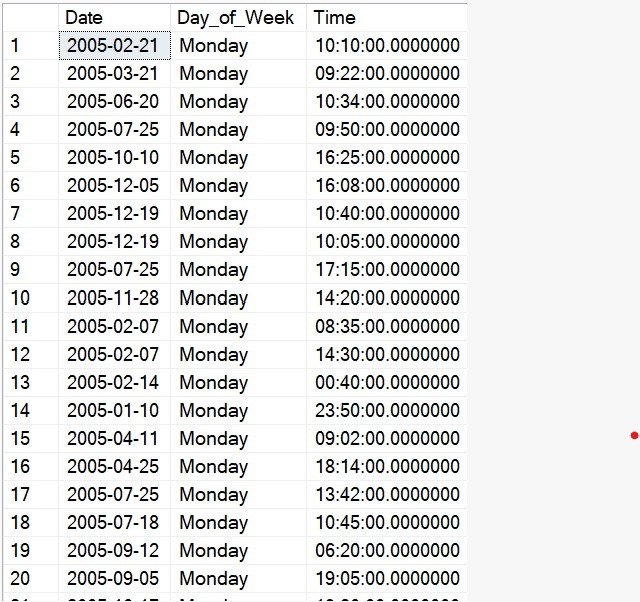 Date Day_of_Week Time
1 2005-02-21 Monday 10:10:00.0000000
2 2005-03-21 Monday 09:22:00.0000000
3 2005-06-20 Monday 10:34:00.0000000
4 2005-07-25 Monday 09:50:00.0000000
5 2005-10-10 Monday 16:25:00.0000000
6 2005-12-05 Monday 16:08:00.0000000
7 2005-12-19 Monday 10:40:00.0000000
8 2005-12-19 Monday 10:05:00.0000000
9 2005-07-25 Monday 17:15:00.0000000
10 2005-11-28 Monday 14:20:00.0000000
11 2005-02-07 Monday 08:35:00.0000000
12 2005-02-07 Monday 14:30:00.0000000
13 2005-02-14 Monday 00:40:00.0000000
14 2005-01-10 Monday 23:50:00.0000000
15 2005-04-11 Monday 09:02:00.0000000
16 2005-04-25 Monday 18:14:00.0000000
17 2005-07-25 Monday 13:42:00.0000000
18 2005-07-18 Monday 10:45:00.0000000
19 2005-09-12 Monday 06:20:00.0000000
20 2005-09-05 Monday 19:05:00.0000000